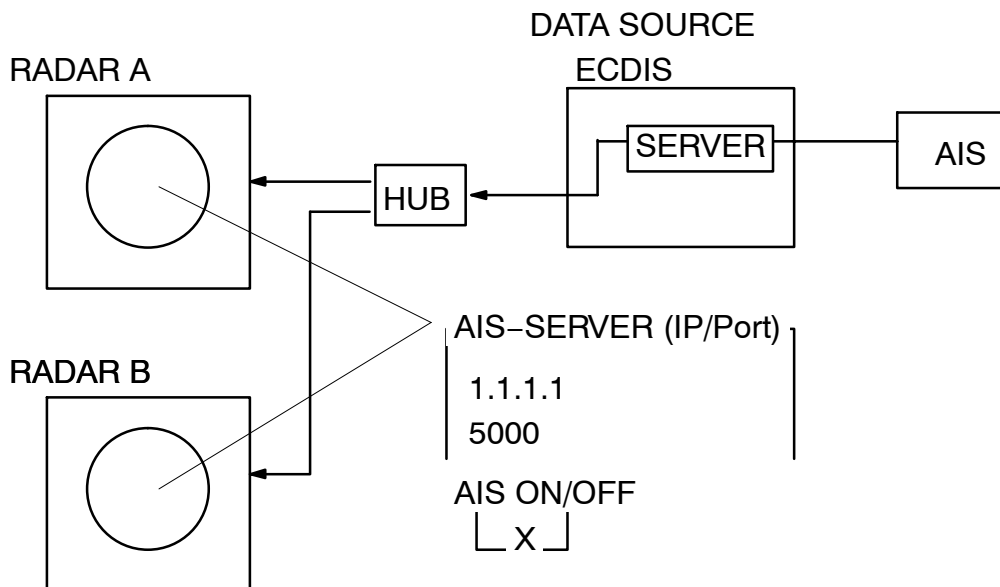 DATA SOURCE
RADAR A
ECDIS
SERVER
AIS
HUB
AIS–SERVER (IP/Port)
RADAR B
1.1.1.1
5000
AIS ON/OFF
X